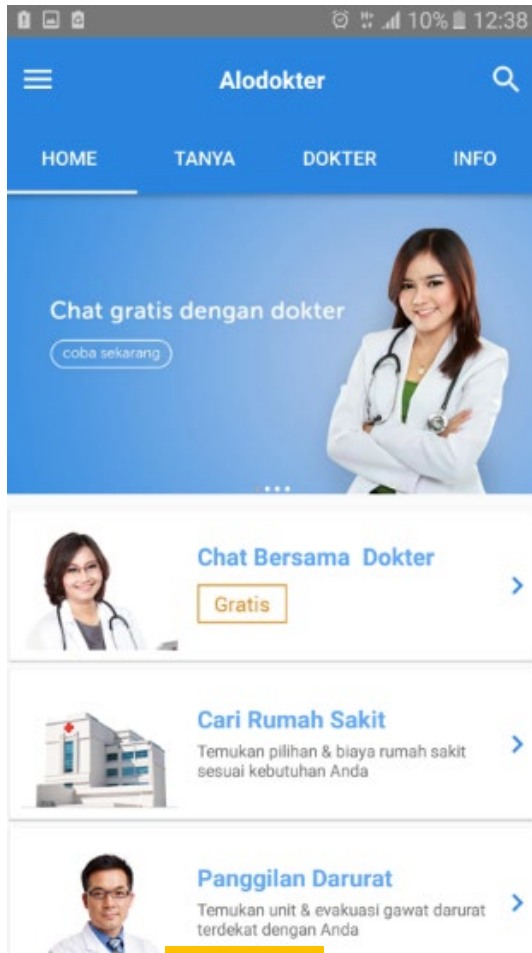 10% 12:38
Alodokter
HOME TANYA DOKTER INFO
Chat gratis dengan dokter
coba sekarang
Chat Bersama Dokter
Gratis
Cari Rumah Sakit
Temukan pilihan & biaya rumah sakit
sesuai kebutuhan Anda
Panggilan Darurat
Temukan unit & evakuasi gawat darurat
terdekat dengan Anda